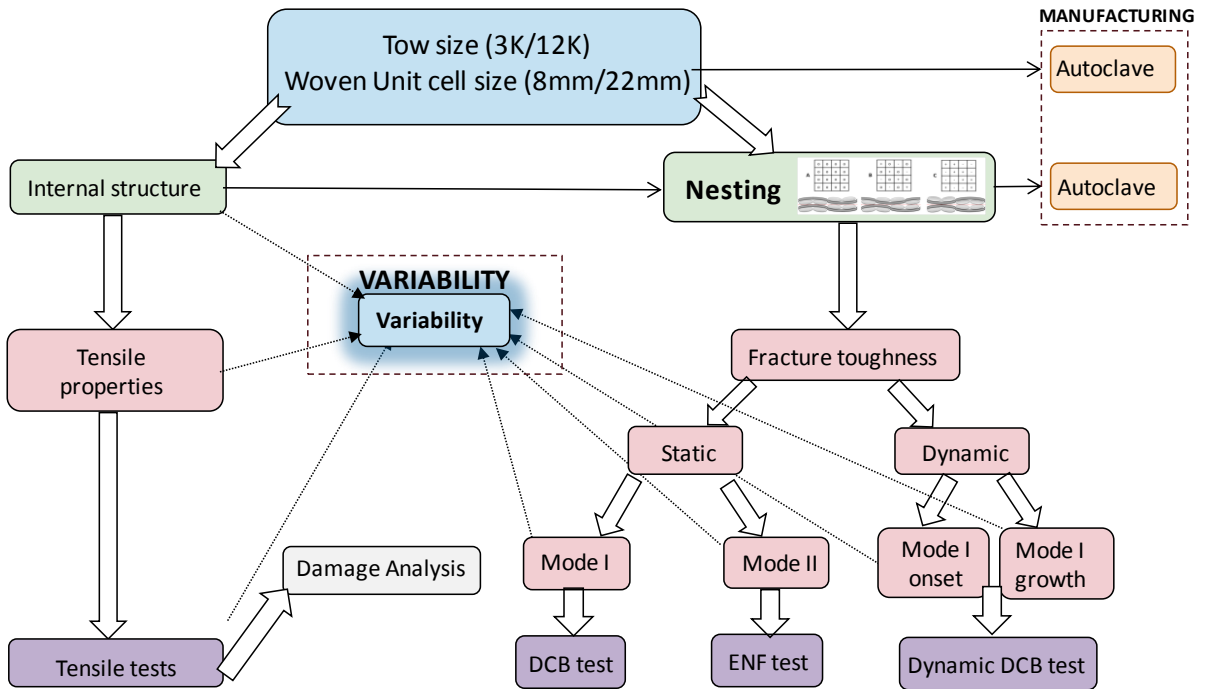 MANUFACTURING
Tow size (3K/12K)
Woven Unit cell size (8mm/22mm)
Autoclave
Internal structure
Nesting
A
B
C
Autoclave
VARIABILITY
Variability
Tensile
properties
Fracture toughness
Static
Dynamic
Damage Analysis
Mode I
Mode II
Mode I
onset
Mode I
growth
Tensile tests
DCB test
ENF test
Dynamic DCB test